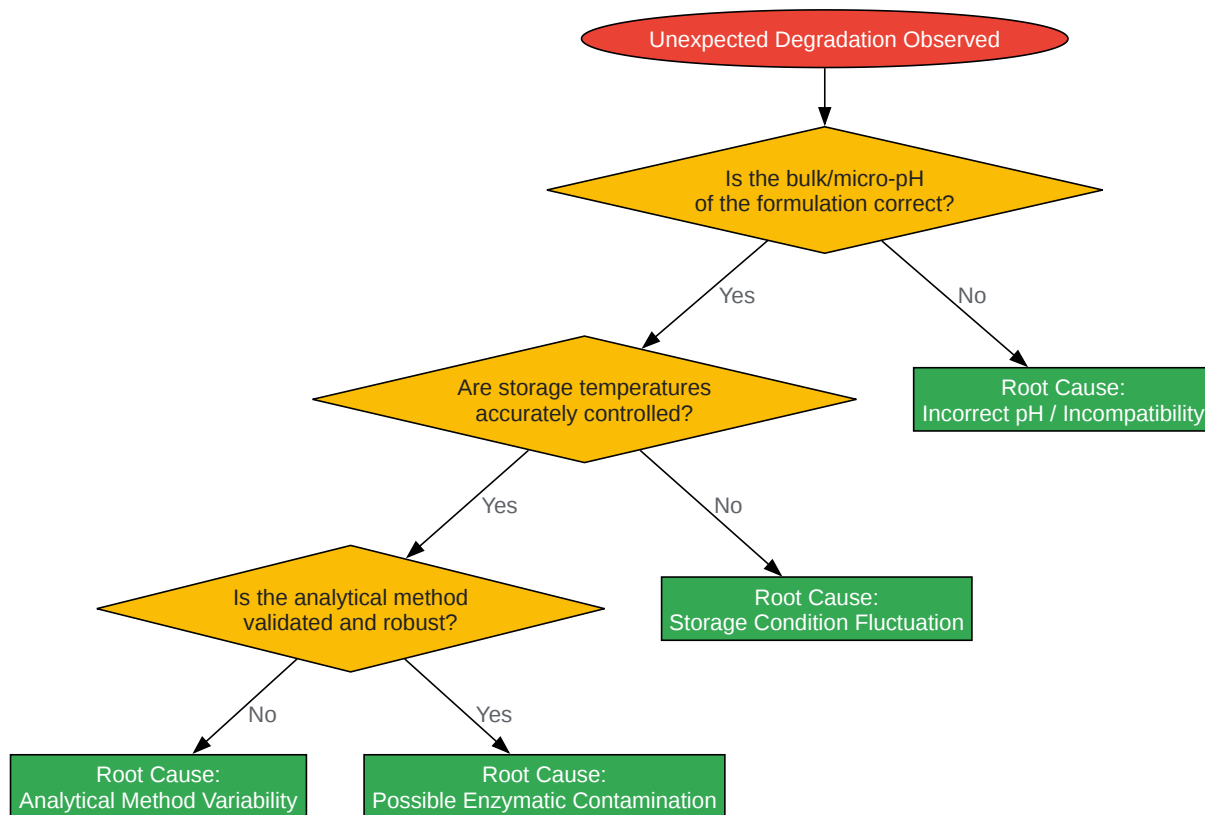 Unexpected Degradation Observed
Is the bulk/micro-pH
of the formulation correct?
Yes
No
Are storage temperatures
accurately controlled?
Root Cause:
Incorrect pH / Incompatibility
Yes
No
Is the analytical method
validated and robust?
Root Cause:
Storage Condition Fluctuation
No
Yes
Root Cause:
Analytical Method Variability
Root Cause:
Possible Enzymatic Contamination